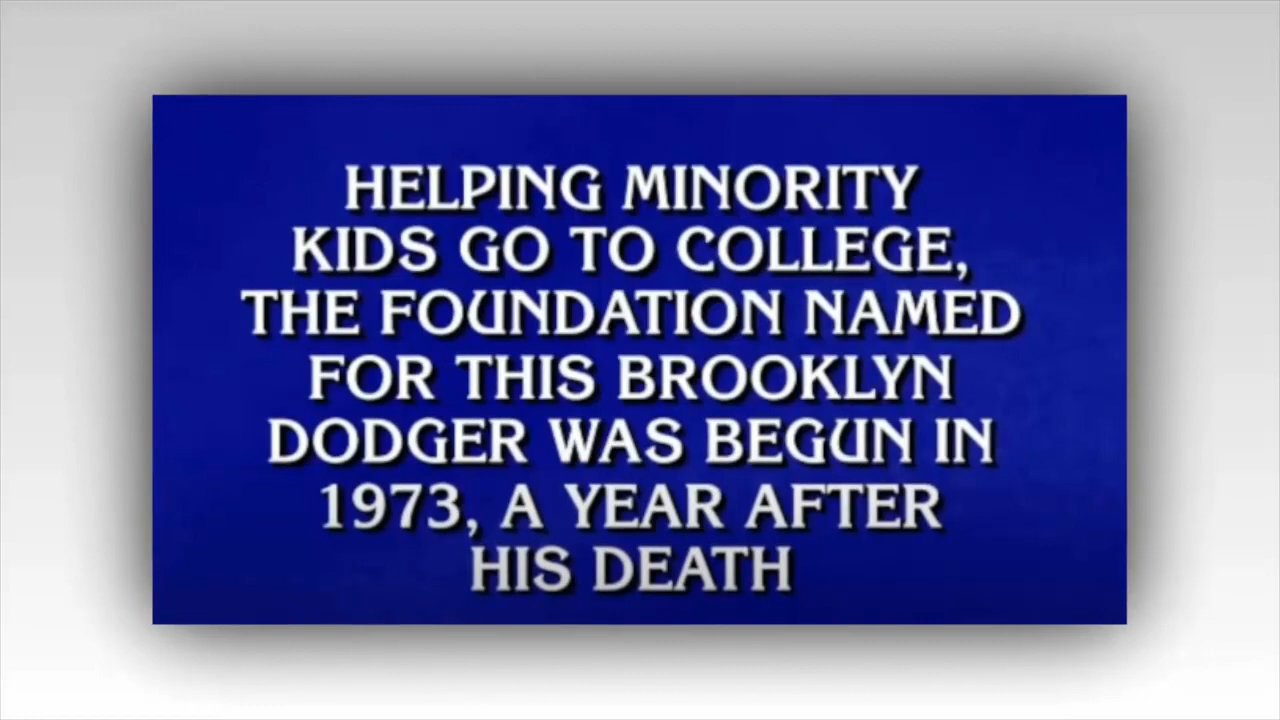 HELPING MINORITY
KIDS GO TO COLLEGE,
THE FOUNDATION NAMED
FOR THIS BROOKLYN
DODGER WAS BEGUN IN
1973, A YEAR AFTER
HIS DEATH